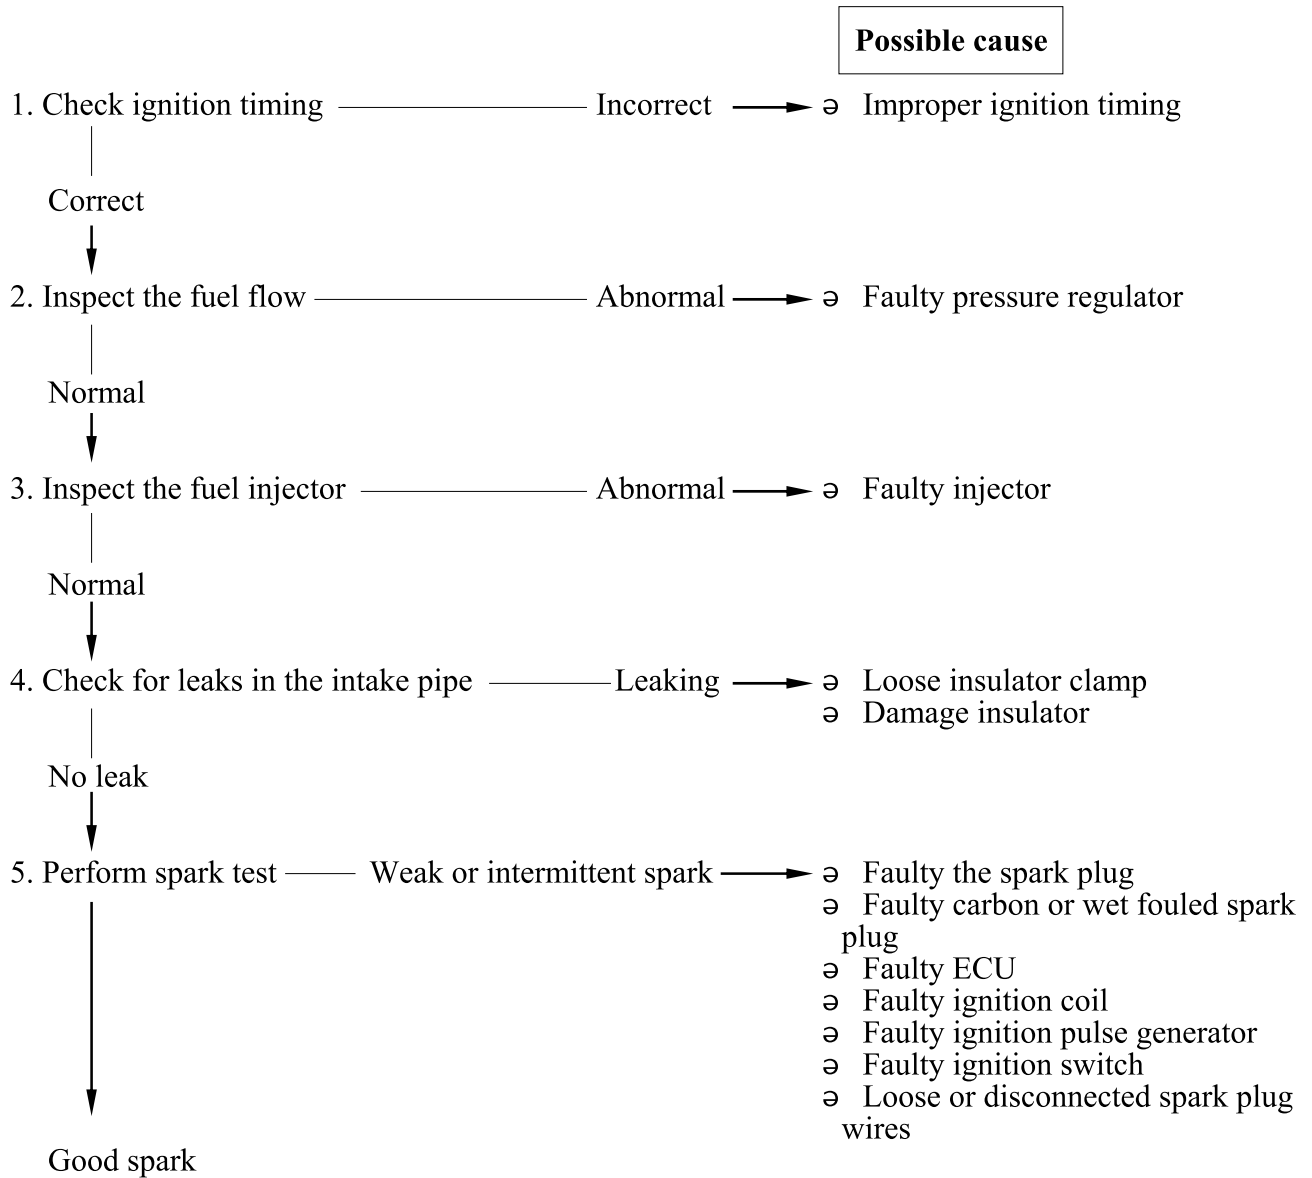 Possible cause
1. Check ignition timing Incorrect ə Improper ignition timing
Correct
2. Inspect the fuel flow Abnormal ə Faulty pressure regulator
Normal
3. Inspect the fuel injector Abnormal ə Faulty injector
Normal
4. Check for leaks in the intake pipe Leaking ə Loose insulator clamp
ə Damage insulator
No leak
5. Perform spark test Weak or intermittent spark ə Faulty the spark plug
ə Faulty carbon or wet fouled spark
plug
ə Faulty ECU
ə Faulty ignition coil
ə Faulty ignition pulse generator
ə Faulty ignition switch
ə Loose or disconnected spark plug
wires
Good spark